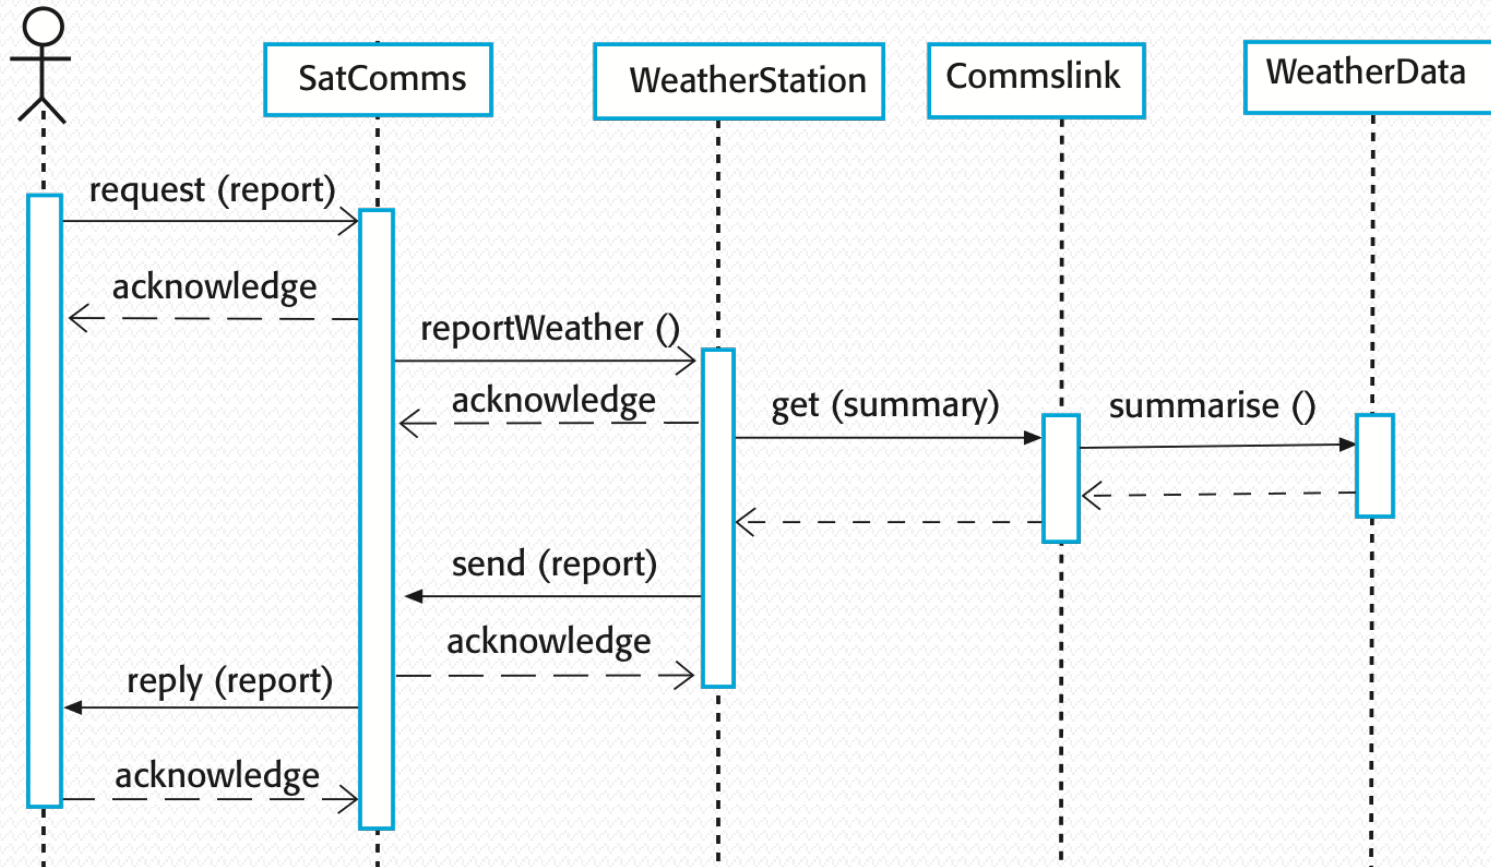 SatComms
WeatherStation
Commslink
WeatherData
request (report)
acknowledge
reportWeather ()
acknowledge
get (summary)
summarise ()
send (report)
acknowledge
reply (report)
acknowledge